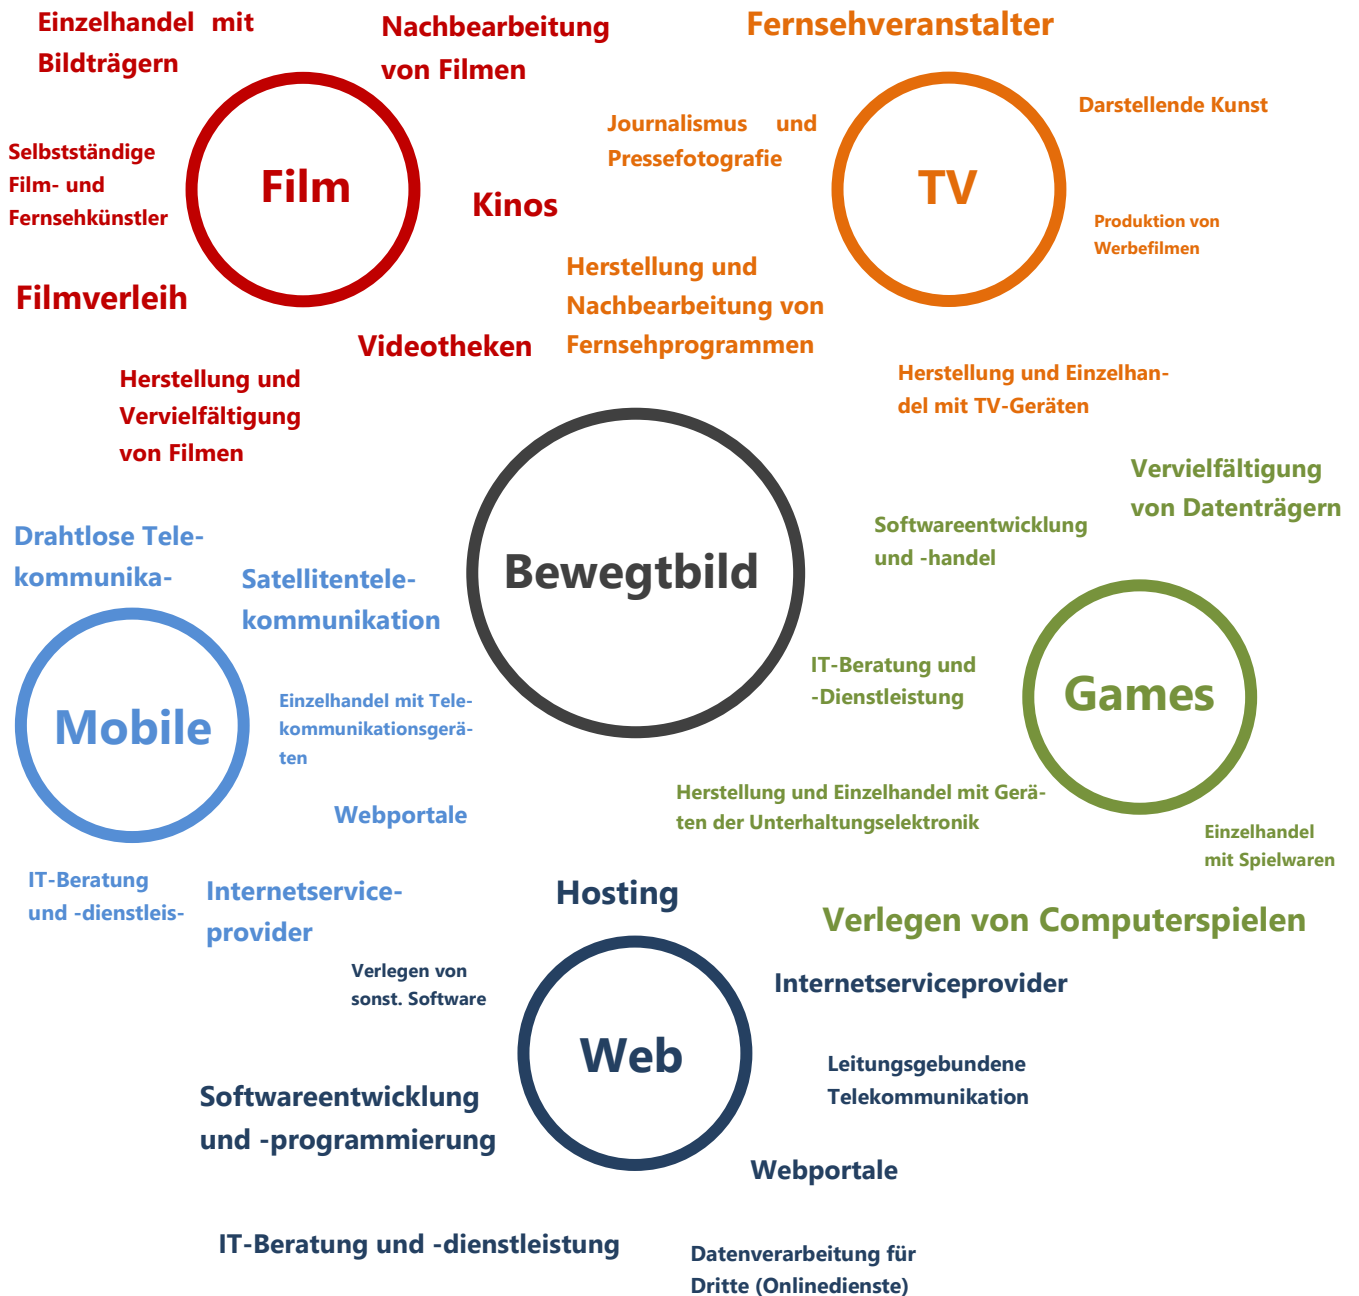 Einzelhandel mit
Bildträgern
Nachbearbeitung
von Filmen
Selbstständige
Film- und
Fernsehkünstler
Film
Kinos
Filmverleih
Videotheken
Herstellung und
Vervielfältigung
von Filmen
Fernsehveranstalter
Darstellende Kunst
Journalismus und
Pressefotografie
TV
Produktion von
Werbefilmen
Herstellung und
Nachbearbeitung von
Fernsehprogrammen
Herstellung und Einzelhan-
del mit TV-Geräten
Bewegtbild
Vervielfältigung
von Datenträgern
Softwareentwicklung
und -handel
IT-Beratung und
-Dienstleistung
Games
Herstellung und Einzelhandel mit Gerä-
ten der Unterhaltungselektronik
Einzelhandel
mit Spielwaren
Verlegen von Computerspielen
Drahtlose Tele-
kommunika-
Satellitentele-
kommunikation
Mobile
Einzelhandel mit Tele-
kommunikationsgerä-
ten
Webportale
IT-Beratung
und -dienstleis-
Internetservice-
provider
Hosting
Verlegen von
sonst. Software
Internetserviceprovider
Web
Leitungsgebundene
Telekommunikation
Softwareentwicklung
und -programmierung
Webportale
IT-Beratung und -dienstleistung
Datenverarbeitung für
Dritte (Onlinedienste)